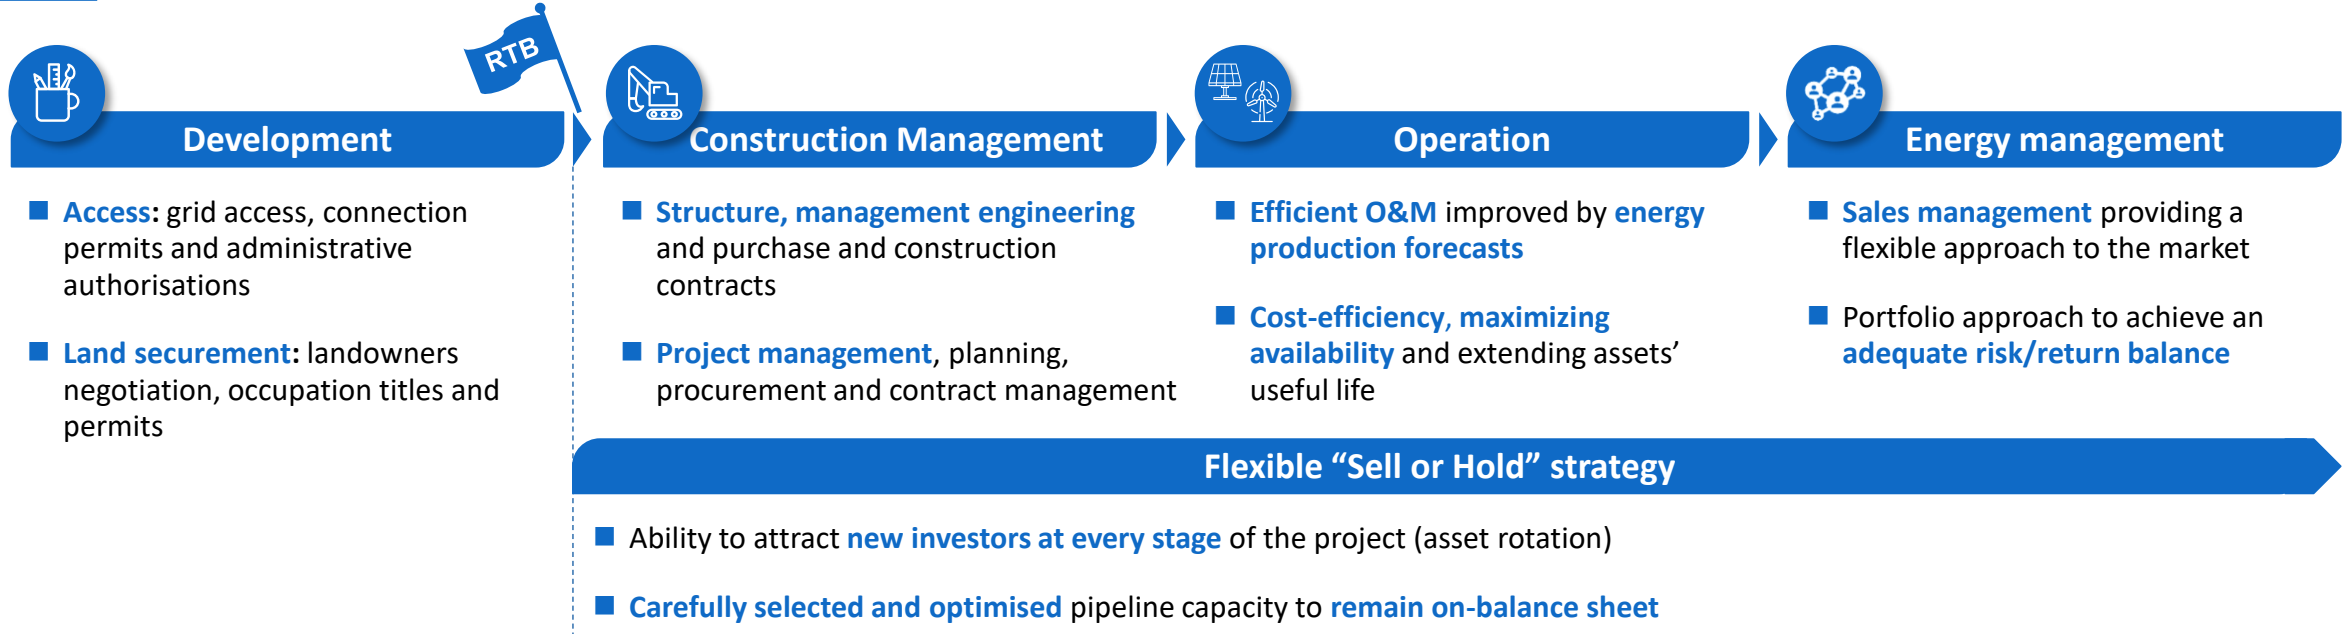 RTB
Development
Access: grid access, connection
permits and administrative
authorisations
Land securement: landowners
negotiation, occupation titles and
permits
Construction Management
Structure, management engineering
and purchase and construction
contracts
Project management, planning,
procurement and contract management
Operation
Efficient O&M improved by energy
production forecasts
Cost-efficiency, maximizing
availability and extending assets’
useful life
Energy management
Sales management providing a
flexible approach to the market
Portfolio approach to achieve an
adequate risk/return balance
Flexible “Sell or Hold” strategy
Ability to attract new investors at every stage of the project (asset rotation)
Carefully selected and optimised pipeline capacity to remain on-balance sheet